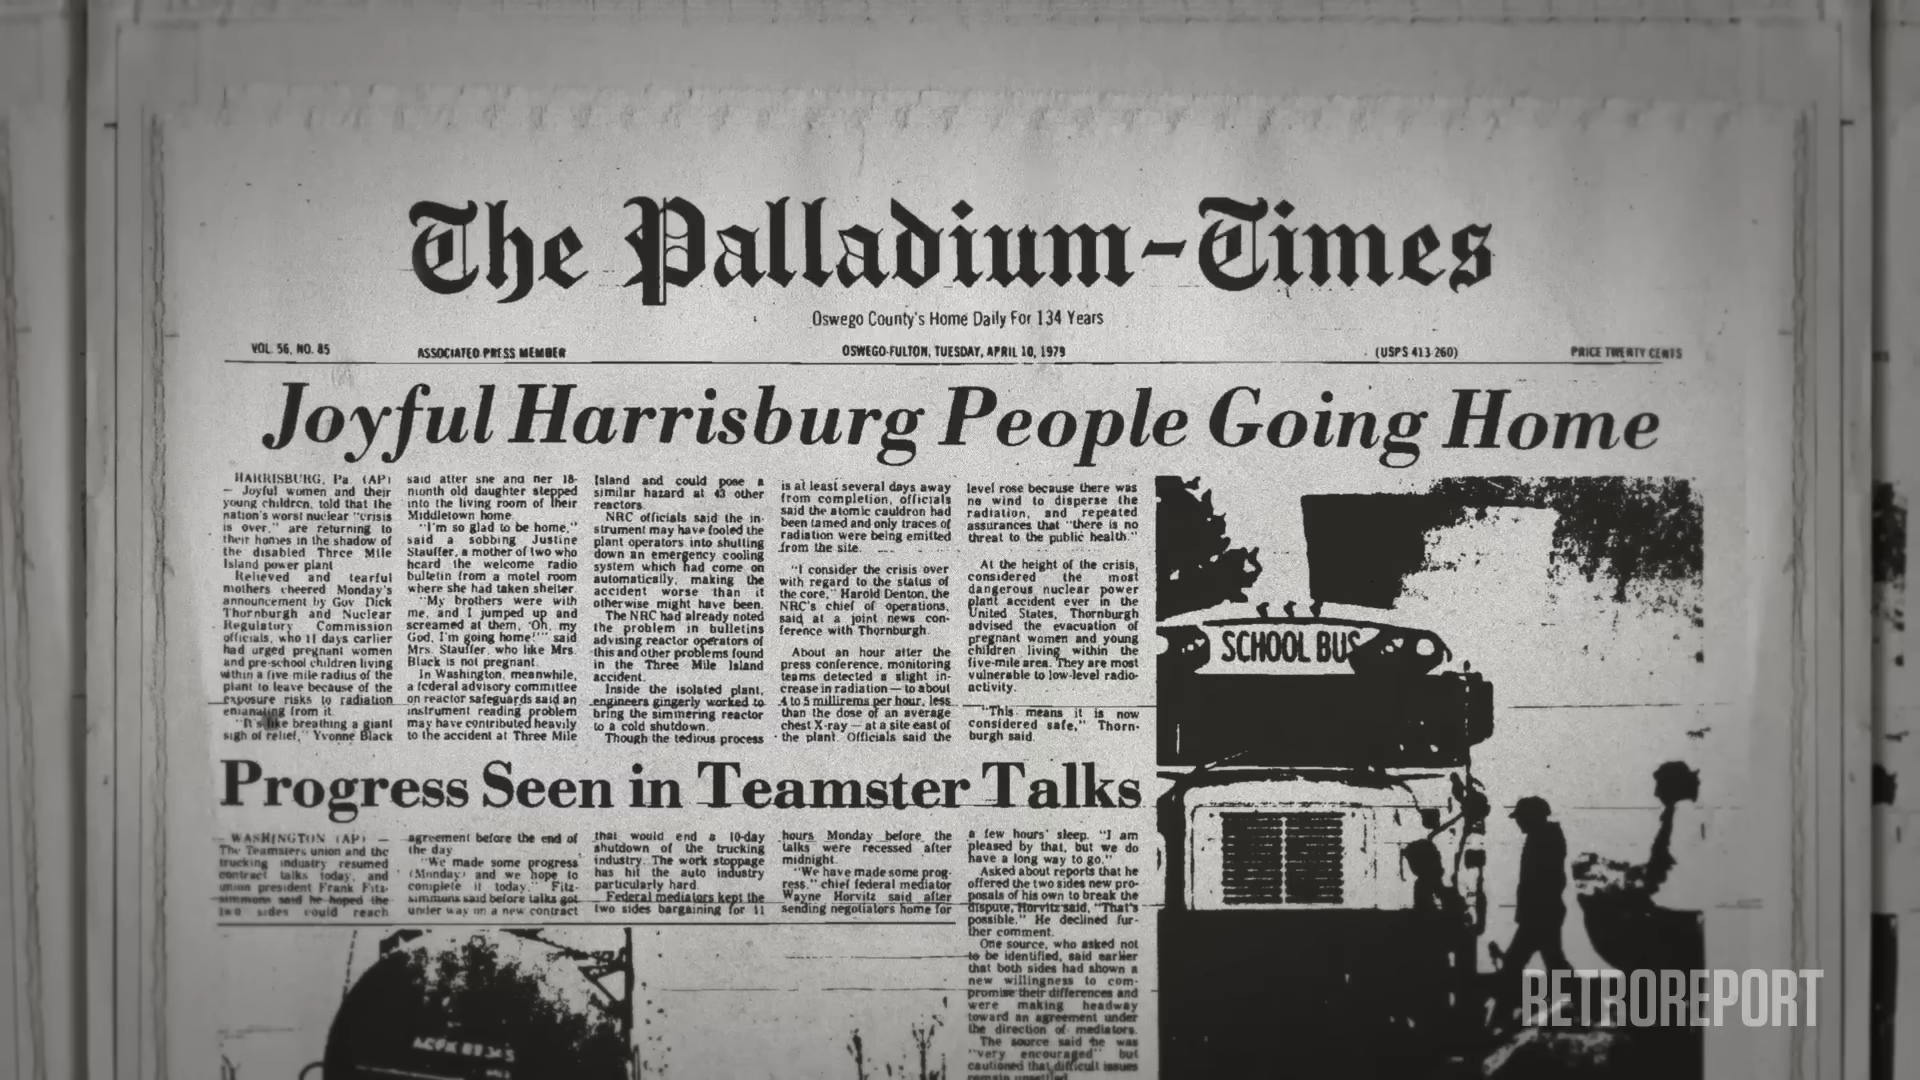 The Palladium-Times
Oswego County's Home Daily For 134 Years
VOL. 56, NO. 85
ASSOCIATED PRESS MEMBER
OSWEGO-FULTON, TUESDAY, APRIL 10, 1979
(USPS 413-260)
PRICE TWENTY CENTS
Joyful Harrisburg People Going Home
HARRISBURG, Pa. (AP)
— Joyful women and their
young children, told that the
nation's worst nuclear "crisis
is over," are returning to
their homes in the shadow of
the disabled Three Mile
Island power plant
Relieved and tearful
mothers cheered Monday's
announcement by Gov Dick
Thornburgh and Nuclear
Regulatory Commission
officials, who 11 days earlier
had urged pregnant women
and pre-school children living
within a five mile radius of the
plant to leave because of the
exposure risks to radiation
emanating from it.
"It's like breathing a giant
sigh of relief," Yvonne Black
said after she and her 18-
month old daughter stepped
into the living room of their
Middletown home.
"I'm so glad to be home,"
said a sobbing Justine
Stauffer, a mother of two who
heard the welcome radio
bulletin from a motel room
where she had taken shelter.
"My brothers were with
me, and I jumped up and
screamed at them, 'Oh, my
God, I'm going home!'" said
Mrs. Stauffer, who like Mrs.
Black is not pregnant.
In Washington, meanwhile,
a federal advisory committee
on reactor safeguards said an
instrument reading problem
may have contributed heavily
to the accident at Three Mile
Island and could pose a
similar hazard at 43 other
reactors.
NRC officials said the in-
strument may have fooled the
plant operators into shutting
down an emergency cooling
system which had come on
automatically, making the
accident worse than it
otherwise might have been.
The NRC had already noted
the problem in bulletins
advising reactor operators of
this and other problems found
in the Three Mile Island
accident.
Inside the isolated plant,
engineers gingerly worked to
bring the simmering reactor
to a cold shutdown.
Though the tedious process
is at least several days away
from completion, officials
said the atomic cauldron had
been tamed and only traces of
radiation were being emitted
from the site.
"I consider the crisis over
with regard to the status of
the core," Harold Denton, the
NRC's chief of operations,
said at a joint news con-
ference with Thornburgh.
About an hour after the
press conference, monitoring
teams detected a slight in-
crease in radiation — to about
4 to 5 millirems per hour, less
than the dose of an average
chest X-ray — at a site east of
the plant. Officials said the
level rose because there was
no wind to disperse the
radiation, and repeated
assurances that "there is no
threat to the public health."
At the height of the crisis,
considered the most
dangerous nuclear power
plant accident ever in the
United States, Thornburgh
advised the evacuation of
pregnant women and young
children living within the
five-mile area. They are most
vulnerable to low-level radio-
activity.
"This means it is now
considered safe," Thorn-
burgh said.
SCHOOL BUS
Progress Seen in Teamster Talks
WASHINGTON (AP) —
The Teamsters union and the
trucking industry resumed
contract talks today, and
union president Frank Fitz-
simmons said he hoped the
two sides could reach
agreement before the end of
the day
"We made some progress
(Monday) and we hope to
complete it today," Fitz-
simmons said before talks got
under way on a new contract
that would end a 10-day
shutdown of the trucking
industry. The work stoppage
has hit the auto industry
particularly hard.
Federal mediators kept the
two sides bargaining for 11
hours Monday before the
talks were recessed after
midnight.
"We have made some prog-
ress," chief federal mediator
Wayne Horvitz said after
sending negotiators home for
a few hours' sleep. "I am
pleased by that, but we do
have a long way to go."
Asked about reports that he
offered the two sides new pro-
posals of his own to break the
dispute, Horvitz said, "That's
possible." He declined fur-
ther comment.
One source, who asked not
to be identified, said earlier
that both sides had shown a
new willingness to com-
promise their differences and
were making headway
toward an agreement under
the direction of mediators.
The source said he was
"very encouraged" but
cautioned that difficult issues
remain unsettled.
RETROREPORT